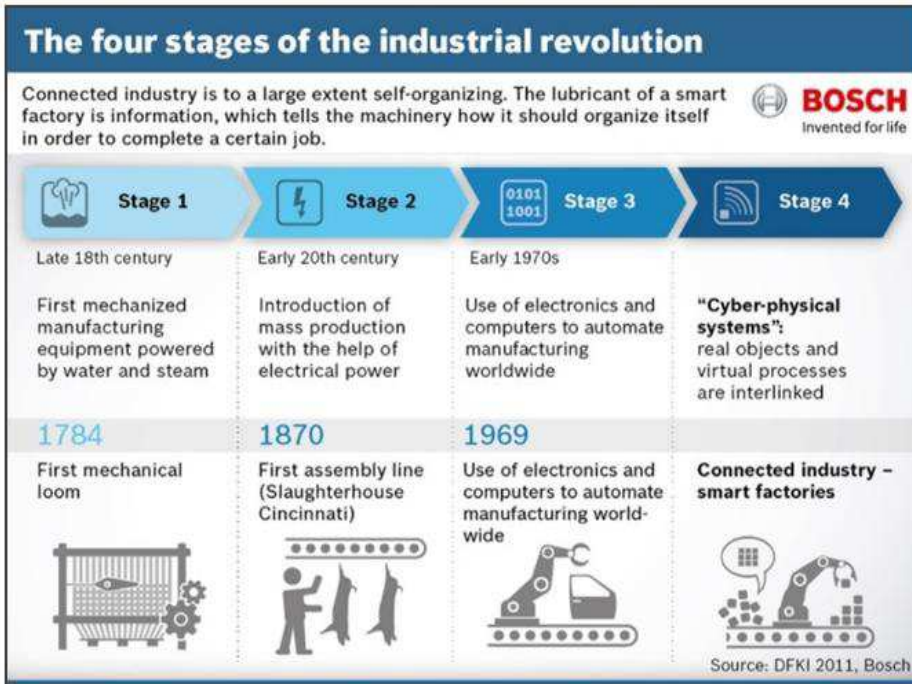 The four stages of the industrial revolution
Connected industry is to a large extent self-organizing. The lubricant of a smart
factory is information, which tells the machinery how it should organize itself
in order to complete a certain job.
BOSCH
Invented for life
Stage 1
Stage 2
0101
1001
Stage 3
Stage 4
Late 18th century
First mechanized
manufacturing
equipment powered
by water and steam
Early 20th century
Introduction of
mass production
with the help of
electrical power
Early 1970s
Use of electronics and
computers to automate
manufacturing
worldwide
"Cyber-physical
systems":
real objects and
virtual processes
are interlinked
1784
First mechanical
loom
1870
First assembly line
(Slaughterhouse
Cincinnati)
1969
Use of electronics and
computers to automate
manufacturing world-
wide
Connected industry –
smart factories
Source: DFKI 2011, Bosch